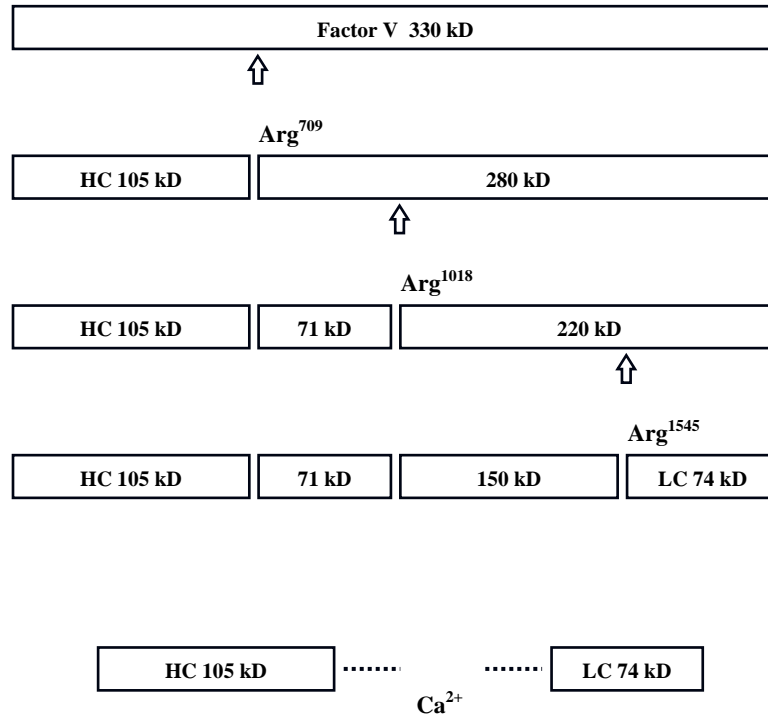 Factor V 330 kD
Arg⁷⁰⁹
HC 105 kD 280 kD
Arg¹⁰¹⁸
HC 105 kD 71 kD 220 kD
Arg¹⁵⁴⁵
HC 105 kD 71 kD 150 kD LC 74 kD
HC 105 kD LC 74 kD
Ca²⁺